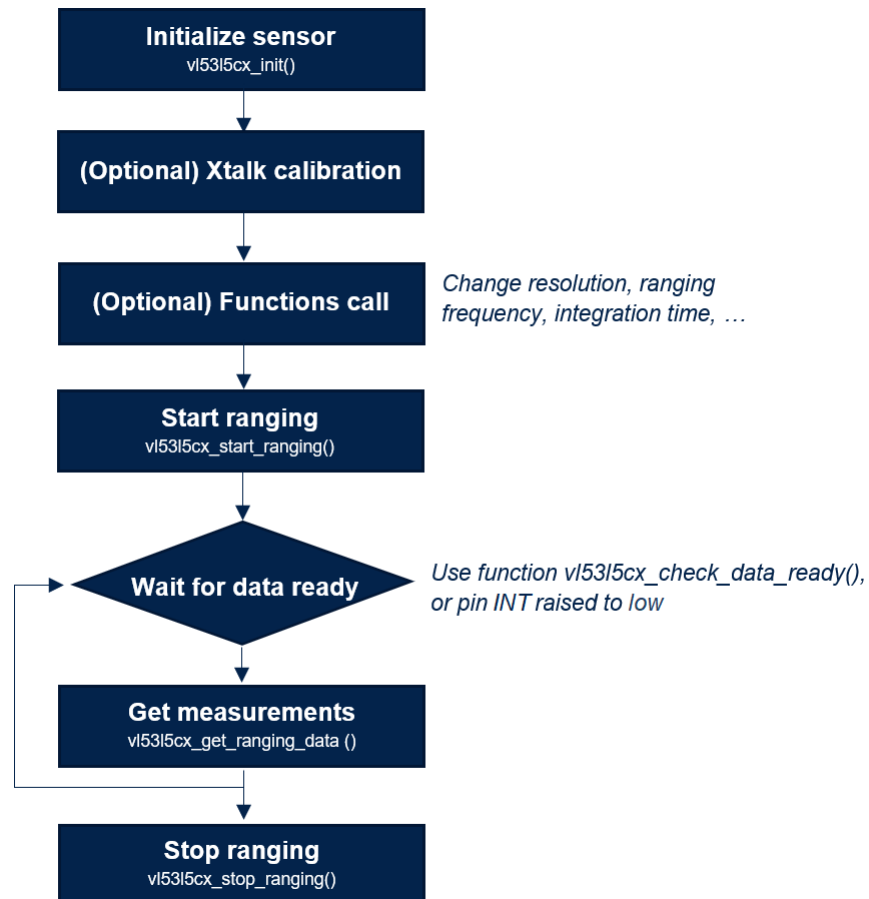 Initialize sensor
vl53l5cx_init()
(Optional) Xtalk calibration
(Optional) Functions call
Change resolution, ranging
frequency, integration time, …
Start ranging
vl53l5cx_start_ranging()
Wait for data ready
Use function vl53l5cx_check_data_ready(),
or pin INT raised to low
Get measurements
vl53l5cx_get_ranging_data ()
Stop ranging
vl53l5cx_stop_ranging()